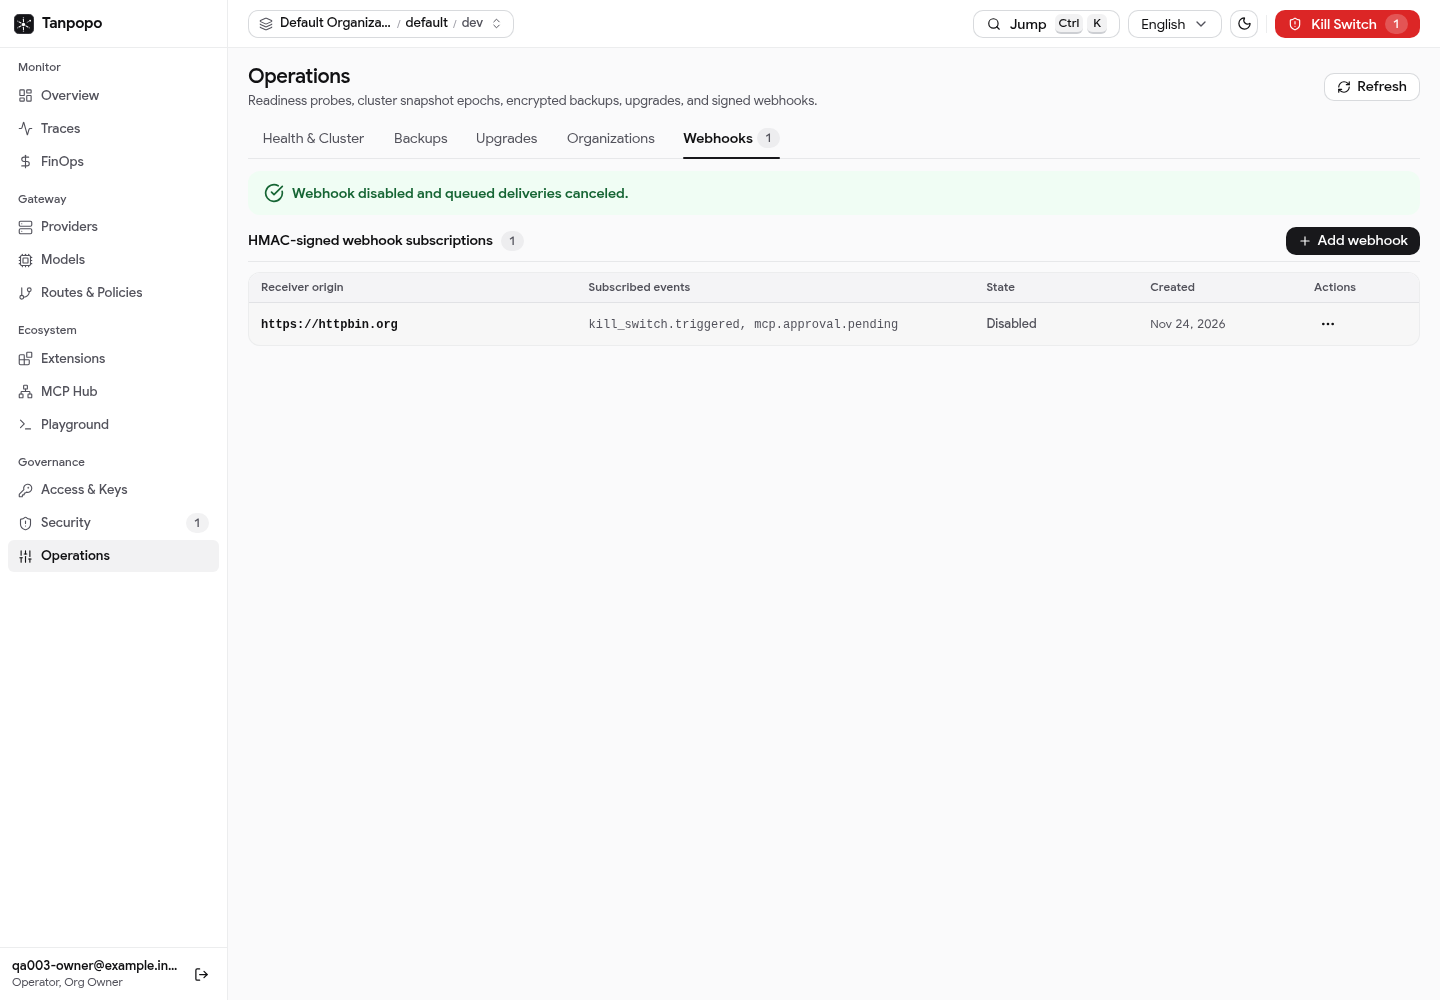 Tanpopo
Default Organiza... / default / dev
Jump Ctrl K
English
Kill Switch 1
Monitor
Overview
Traces
FinOps
Gateway
Providers
Models
Routes & Policies
Ecosystem
Extensions
MCP Hub
Playground
Governance
Access & Keys
Security 1
Operations
qa003-owner@example.in...
Operator, Org Owner
Operations
Readiness probes, cluster snapshot epochs, encrypted backups, upgrades, and signed webhooks.
Refresh
Health & Cluster Backups Upgrades Organizations Webhooks 1
Webhook disabled and queued deliveries canceled.
HMAC-signed webhook subscriptions 1
Add webhook
Receiver origin Subscribed events State Created Actions
https://httpbin.org kill_switch.triggered, mcp.approval.pending Disabled Nov 24, 2026